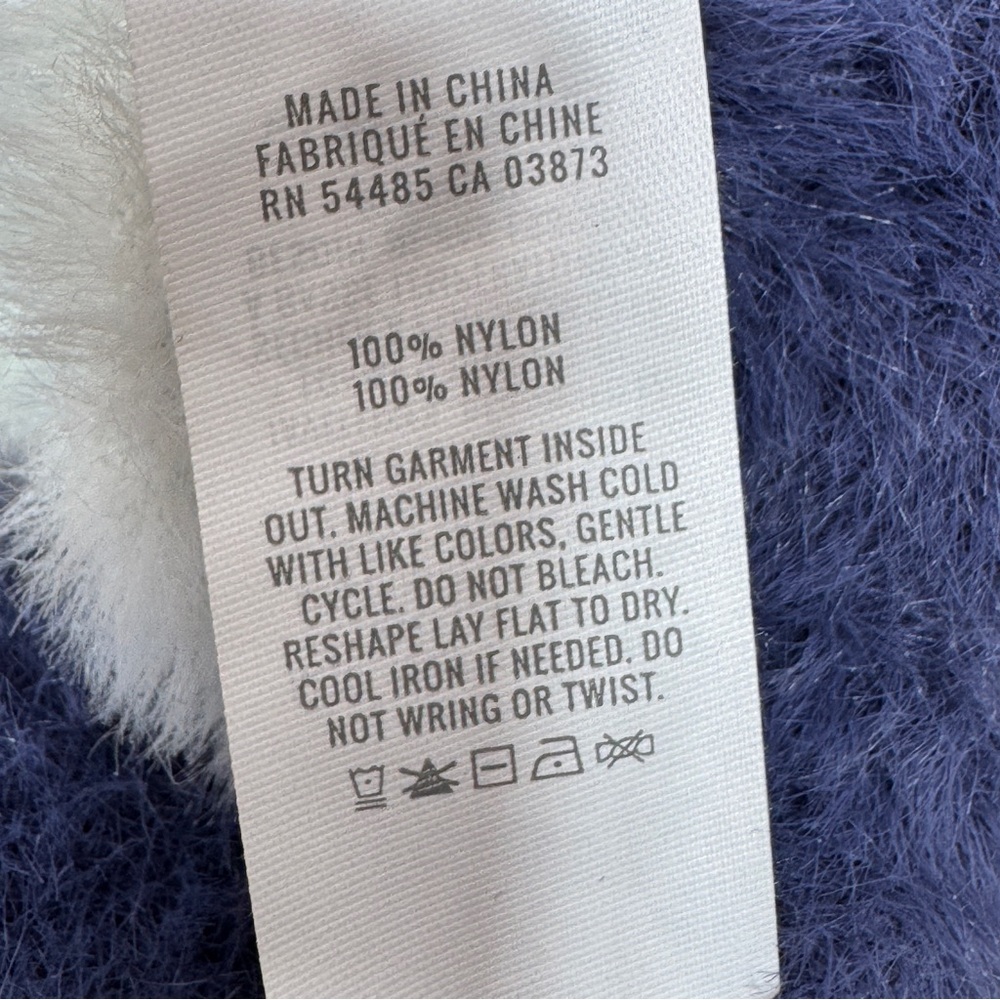 MADE IN CHINA
FABRIQUÉ EN CHINE
RN 54485 CA 03873
100% NYLON
100% NYLON
TURN GARMENT INSIDE
OUT. MACHINE WASH COLD
WITH LIKE COLORS, GENTLE
CYCLE. DO NOT BLEACH.
RESHAPE LAY FLAT TO DRY.
COOL IRON IF NEEDED. DO
NOT WRING OR TWIST.